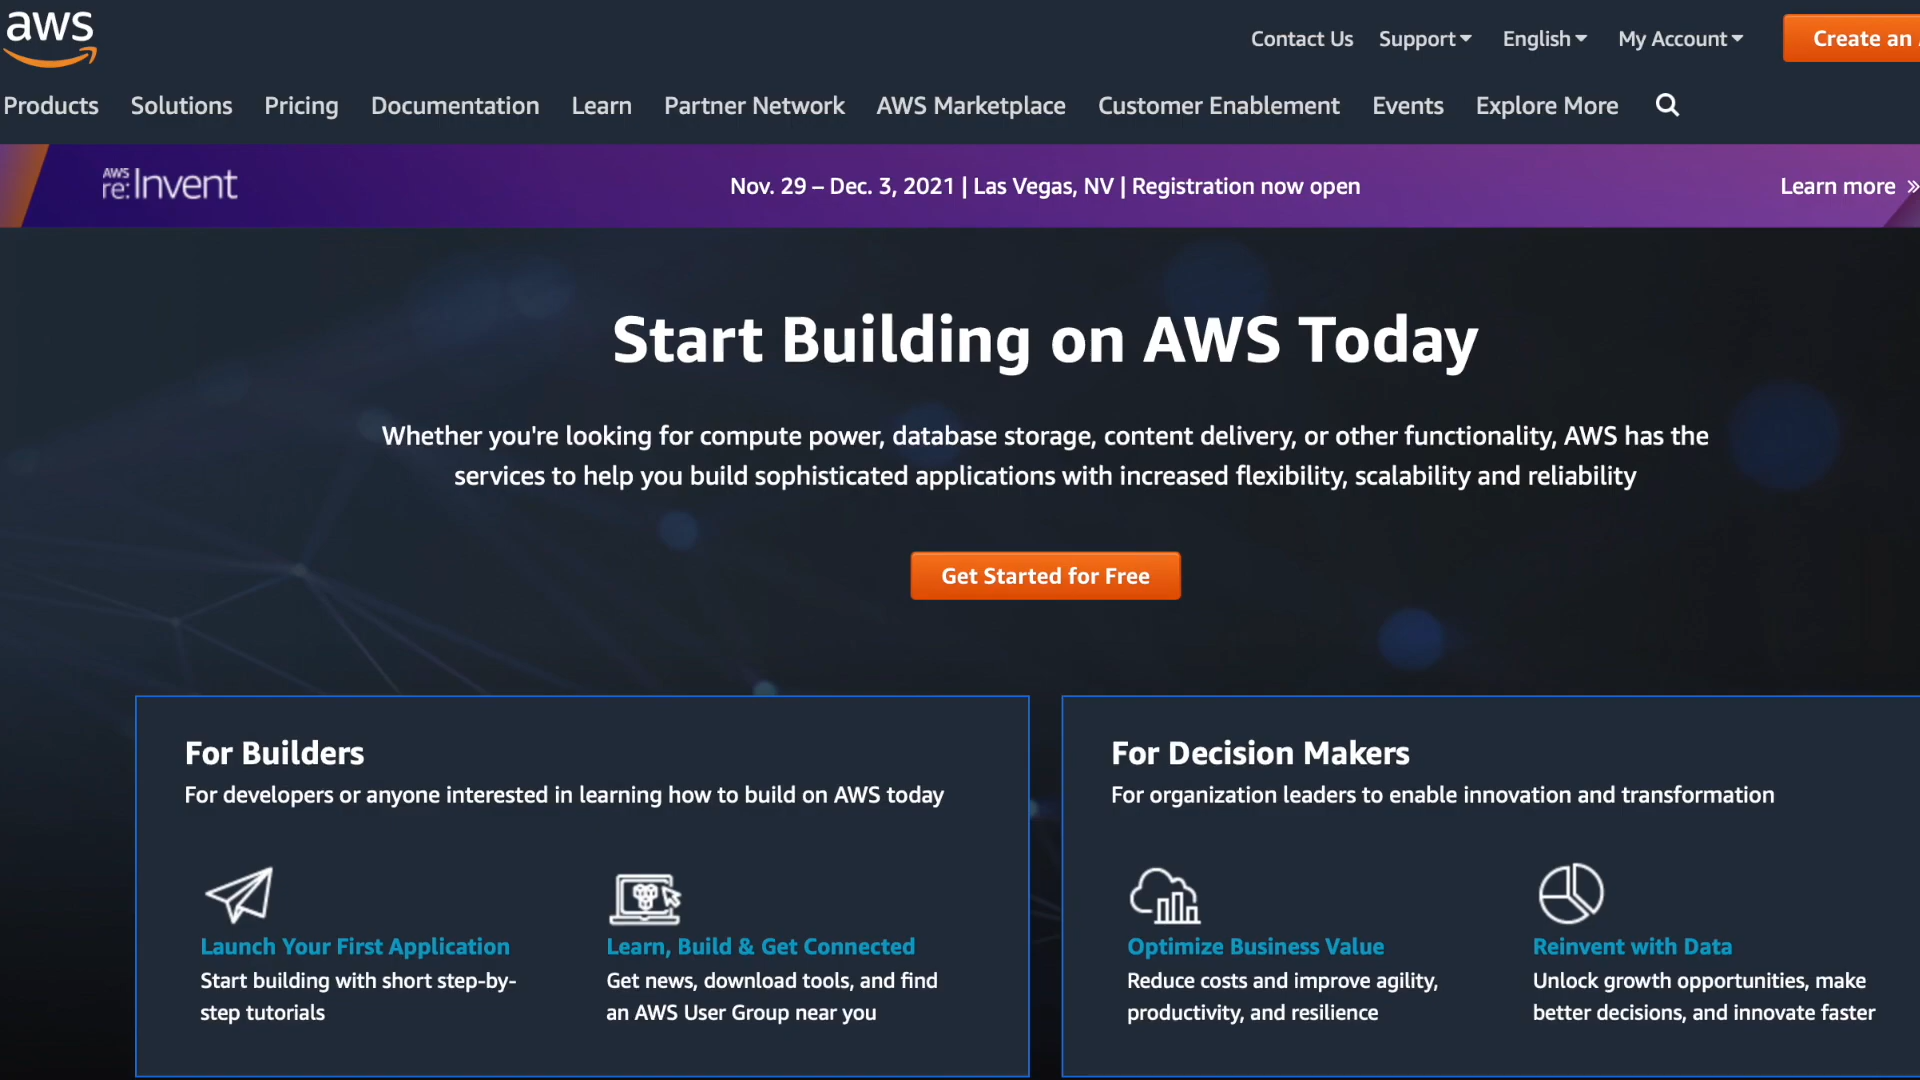 aws
Contact Us Support English My Account Create an
Products Solutions Pricing Documentation Learn Partner Network AWS Marketplace Customer Enablement Events Explore More
AWS re:Invent Nov. 29 – Dec. 3, 2021 | Las Vegas, NV | Registration now open Learn more »
Start Building on AWS Today
Whether you're looking for compute power, database storage, content delivery, or other functionality, AWS has the
services to help you build sophisticated applications with increased flexibility, scalability and reliability
Get Started for Free
For Builders
For developers or anyone interested in learning how to build on AWS today
Launch Your First Application
Start building with short step-by-
step tutorials
Learn, Build & Get Connected
Get news, download tools, and find
an AWS User Group near you
For Decision Makers
For organization leaders to enable innovation and transformation
Optimize Business Value
Reduce costs and improve agility,
productivity, and resilience
Reinvent with Data
Unlock growth opportunities, make
better decisions, and innovate faster